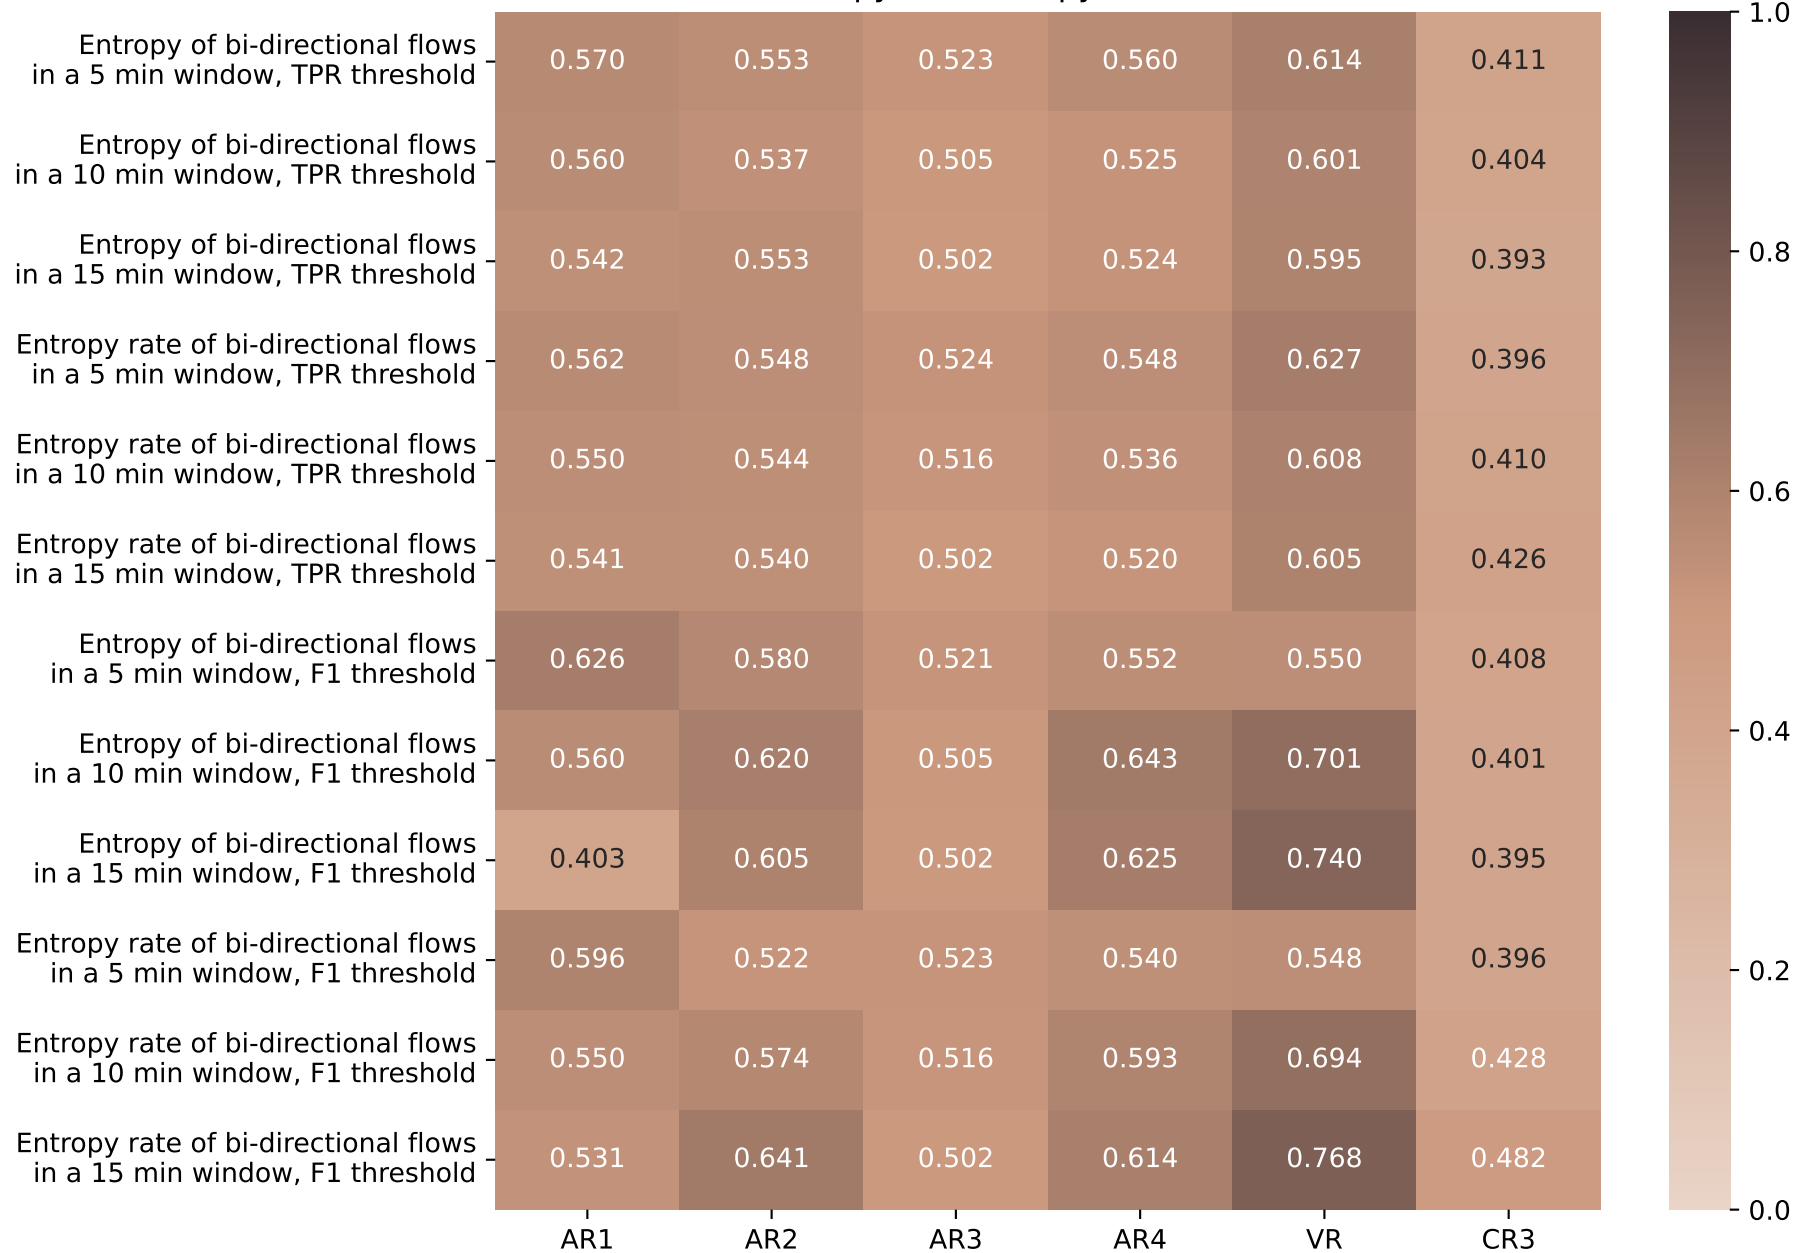 Entropy of bi-directional flows
in a 5 min window, TPR threshold
0.570 0.553 0.523 0.560 0.614 0.411
Entropy of bi-directional flows
in a 10 min window, TPR threshold
0.560 0.537 0.505 0.525 0.601 0.404
Entropy of bi-directional flows
in a 15 min window, TPR threshold
0.542 0.553 0.502 0.524 0.595 0.393
Entropy rate of bi-directional flows
in a 5 min window, TPR threshold
0.562 0.548 0.524 0.548 0.627 0.396
Entropy rate of bi-directional flows
in a 10 min window, TPR threshold
0.550 0.544 0.516 0.536 0.608 0.410
Entropy rate of bi-directional flows
in a 15 min window, TPR threshold
0.541 0.540 0.502 0.520 0.605 0.426
Entropy of bi-directional flows
in a 5 min window, F1 threshold
0.626 0.580 0.521 0.552 0.550 0.408
Entropy of bi-directional flows
in a 10 min window, F1 threshold
0.560 0.620 0.505 0.643 0.701 0.401
Entropy of bi-directional flows
in a 15 min window, F1 threshold
0.403 0.605 0.502 0.625 0.740 0.395
Entropy rate of bi-directional flows
in a 5 min window, F1 threshold
0.596 0.522 0.523 0.540 0.548 0.396
Entropy rate of bi-directional flows
in a 10 min window, F1 threshold
0.550 0.574 0.516 0.593 0.694 0.428
Entropy rate of bi-directional flows
in a 15 min window, F1 threshold
0.531 0.641 0.502 0.614 0.768 0.482
AR1 AR2 AR3 AR4 VR CR3
1.0
0.8
0.6
0.4
0.2
0.0